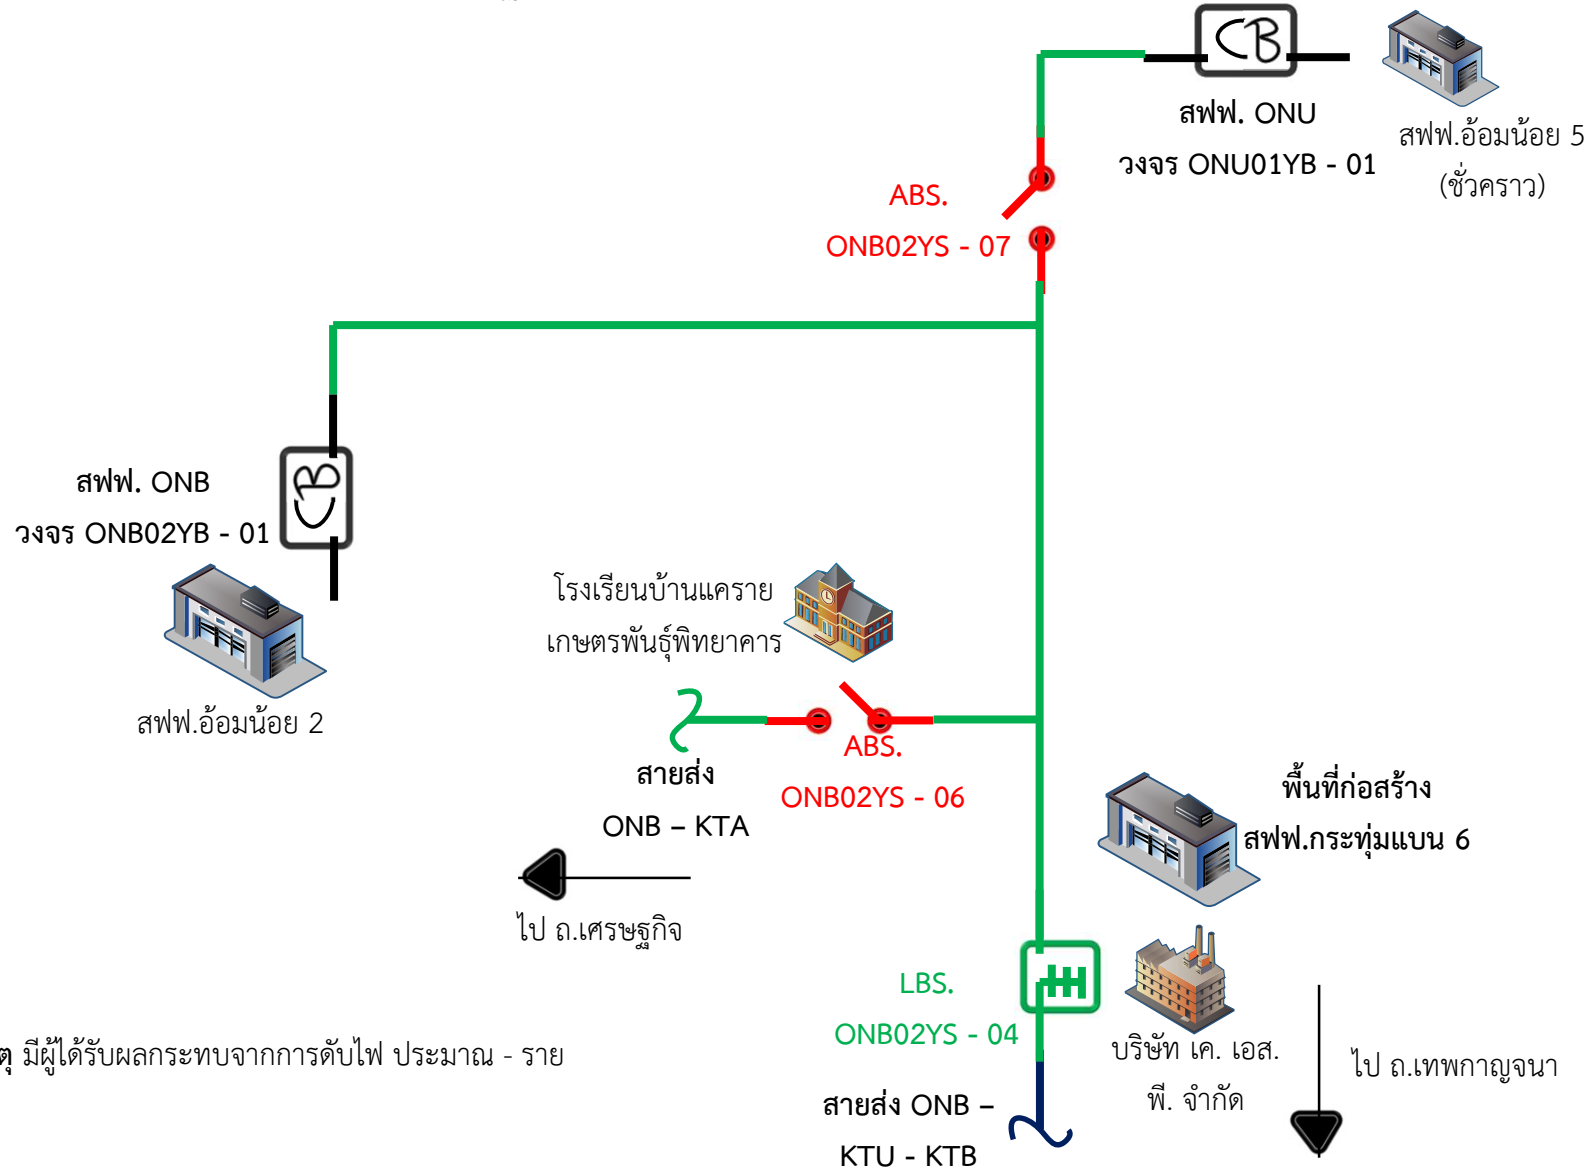 CB
สฟฟ. ONU
วงจร ONU01YB - 01
สฟฟ.อ้อมน้อย 5
(ชั่วคราว)
ABS.
ONB02YS - 07
สฟฟ. ONB
วงจร ONB02YB - 01
CB
สฟฟ.อ้อมน้อย 2
โรงเรียนบ้านแคราย
เกษตรพันธุ์พิทยาคาร
ABS.
ONB02YS - 06
สายส่ง
ONB – KTA
พื้นที่ก่อสร้าง
สฟฟ.กระทุ่มแบน 6
ไป ถ.เศรษฐกิจ
LBS.
ONB02YS - 04
บริษัท เค. เอส.
พี. จำกัด
ไป ถ.เทพกาญจนา
มีผู้ได้รับผลกระทบจากการดับไฟ ประมาณ - ราย
สายส่ง ONB –
KTU - KTB